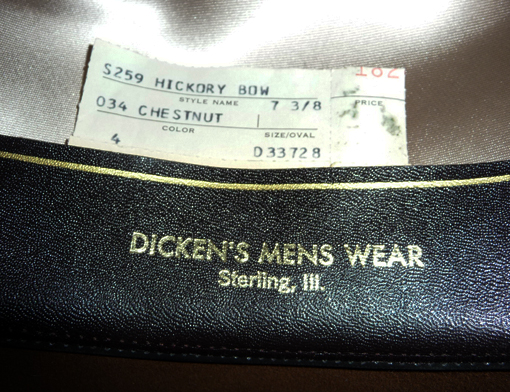 182
S259 HICKORY BOW
STYLE NAME 7 3/8 PRICE
034 CHESTNUT
COLOR SIZE/OVAL
4 D33728
DICKEN'S MENS WEAR
Sterling, Ill.